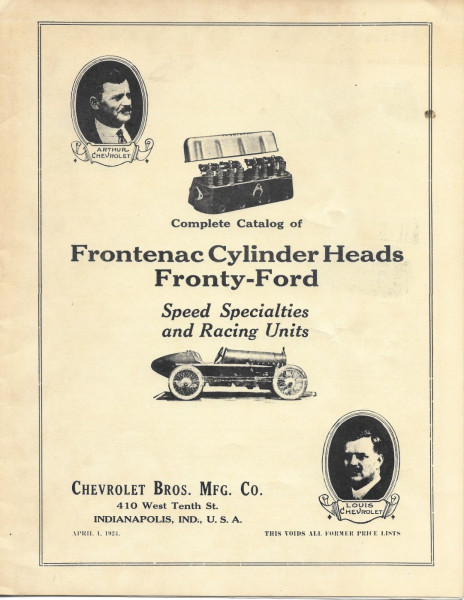 ARTHUR
CHEVROLET
Complete Catalog of
Frontenac Cylinder Heads
Fronty-Ford
Speed Specialties
and Racing Units
CHEVROLET BROS. MFG. CO.
410 West Tenth St.
INDIANAPOLIS, IND., U. S. A.
LOUIS
CHEVROLET
APRIL 1, 1924.
THIS VOIDS ALL FORMER PRICE LISTS